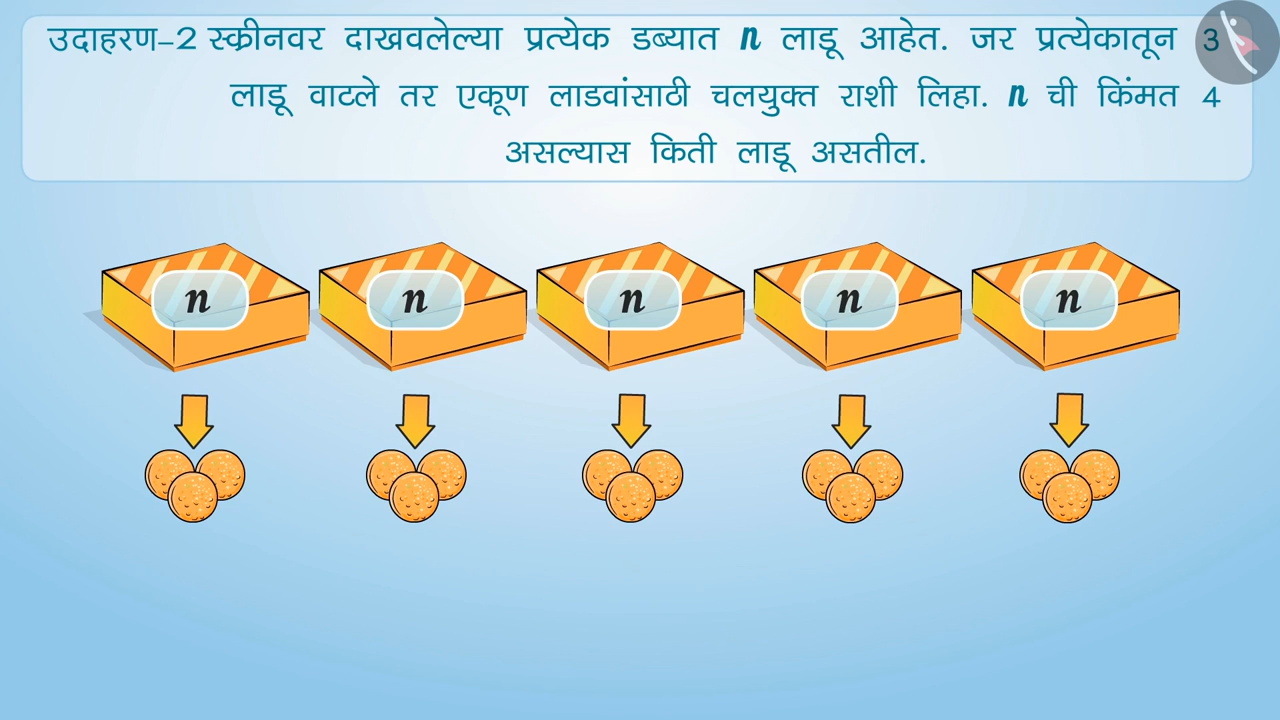 उदाहरण-2 स्क्रीनवर दाखवलेल्या प्रत्येक डब्यात n लाडू आहेत. जर प्रत्येकातून 3
लाडू वाटले तर एकूण लाडवांसाठी चलयुक्त राशी लिहा. n ची किंमत 4
असल्यास किती लाडू असतील.
n n n n n